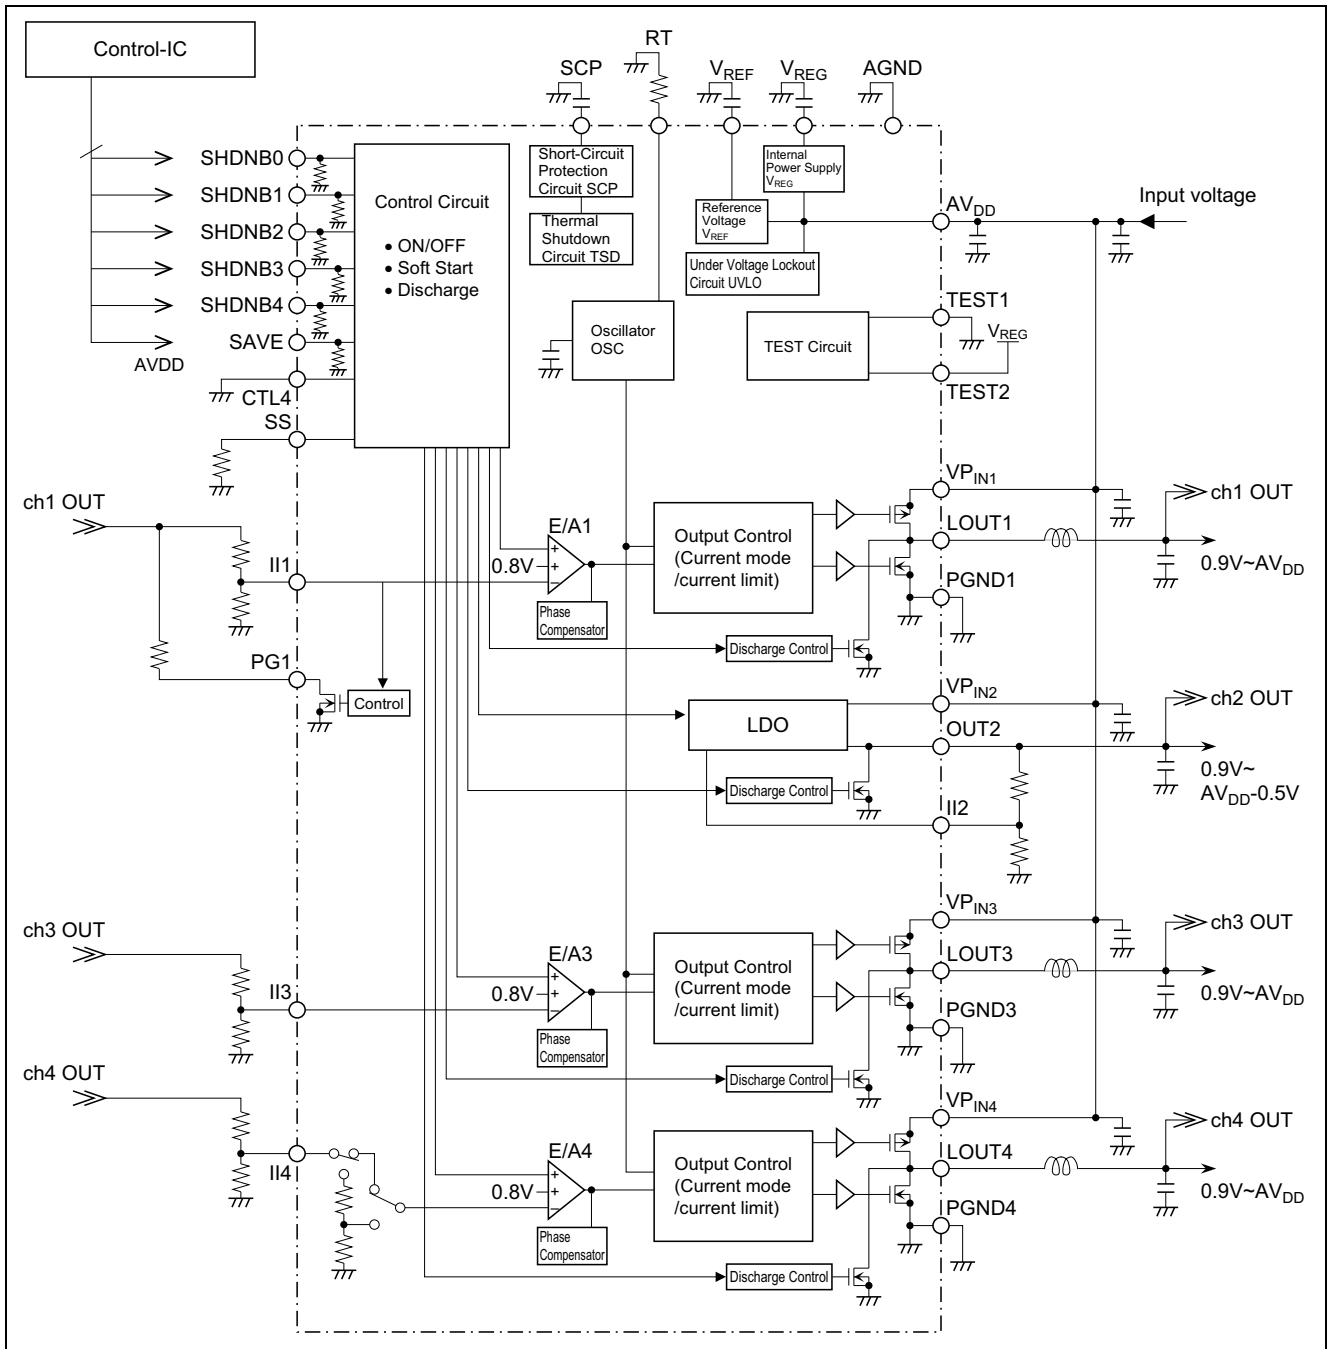 Control-IC
RT
SCP
VREF
VREG
AGND
SHDNB0
SHDNB1
SHDNB2
SHDNB3
SHDNB4
SAVE
AVDD
CTL4
SS
Control Circuit
• ON/OFF
• Soft Start
• Discharge
Short-Circuit
Protection
Circuit SCP
Thermal
Shutdown
Circuit TSD
Internal
Power Supply
VREG
Reference
Voltage
VREF
Under Voltage Lockout
Circuit UVLO
AVDD
Input voltage
Oscillator
OSC
TEST Circuit
TEST1
VREG
TEST2
ch1 OUT
II1
PG1
Control
E/A1
0.8V
+
+
−
Phase
Compensator
Output Control
(Current mode
/current limit)
Discharge Control
VPIN1
LOUT1
PGND1
ch1 OUT
0.9V~AVDD
LDO
Discharge Control
VPIN2
OUT2
II2
ch2 OUT
0.9V~
AVDD-0.5V
ch3 OUT
II3
E/A3
0.8V
+
+
−
Phase
Compensator
Output Control
(Current mode
/current limit)
Discharge Control
VPIN3
LOUT3
PGND3
ch3 OUT
0.9V~AVDD
ch4 OUT
II4
E/A4
0.8V
+
+
−
Phase
Compensator
Output Control
(Current mode
/current limit)
Discharge Control
VPIN4
LOUT4
PGND4
ch4 OUT
0.9V~AVDD